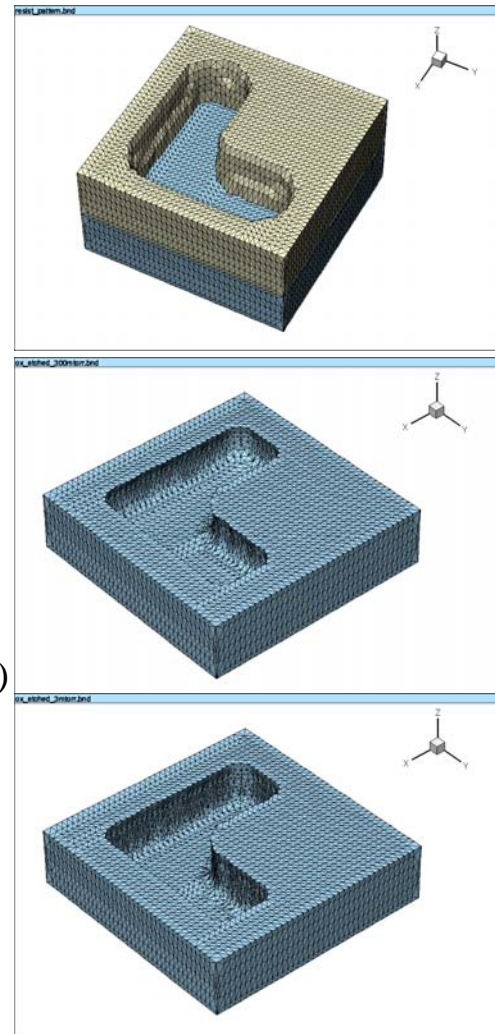 resist_pattern.bnd
Z
X
Y
ox_etched_300mtorr.bnd
Z
X
Y
)
ox_etched_3mtorr.bnd
Z
X
Y